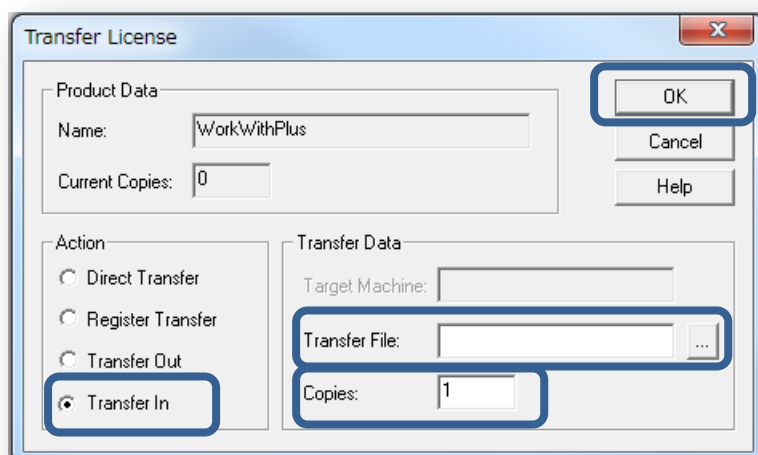 Transfer License
Product Data
Name: WorkWithPlus
Current Copies: 0
OK
Cancel
Help
Action
Direct Transfer
Register Transfer
Transfer Out
Transfer In
Transfer Data
Target Machine:
Transfer File: ...
Copies: 1